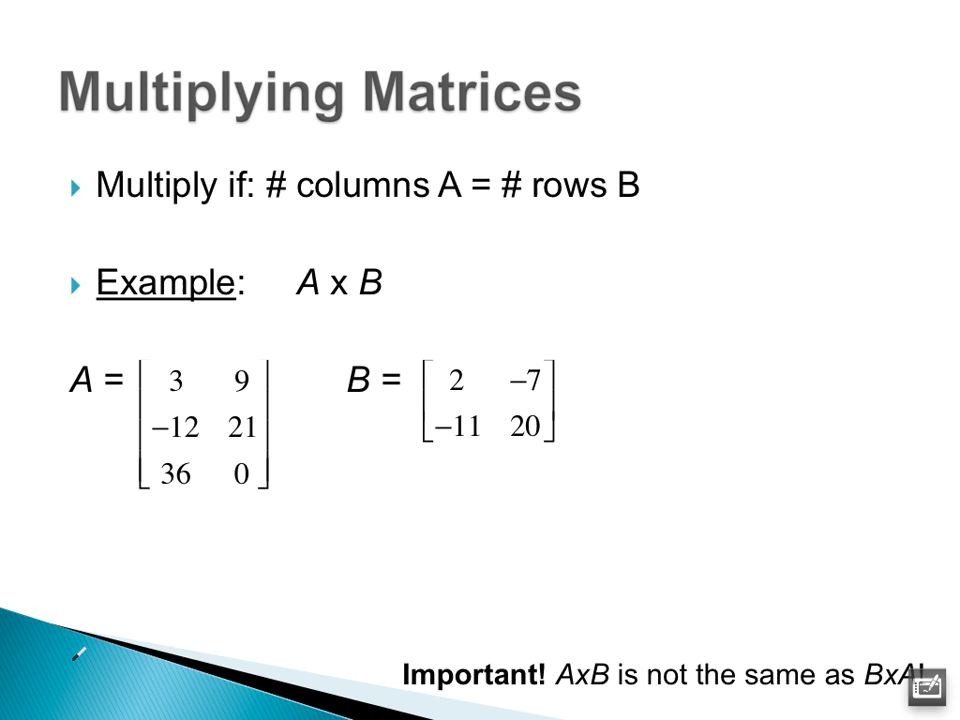 Multiplying Matrices
Multiply if: # columns A = # rows B
Example: A x B
A = [3 9
−12 21
36 0]
B = [2 −7
−11 20]
Important! AxB is not the same as BxA!